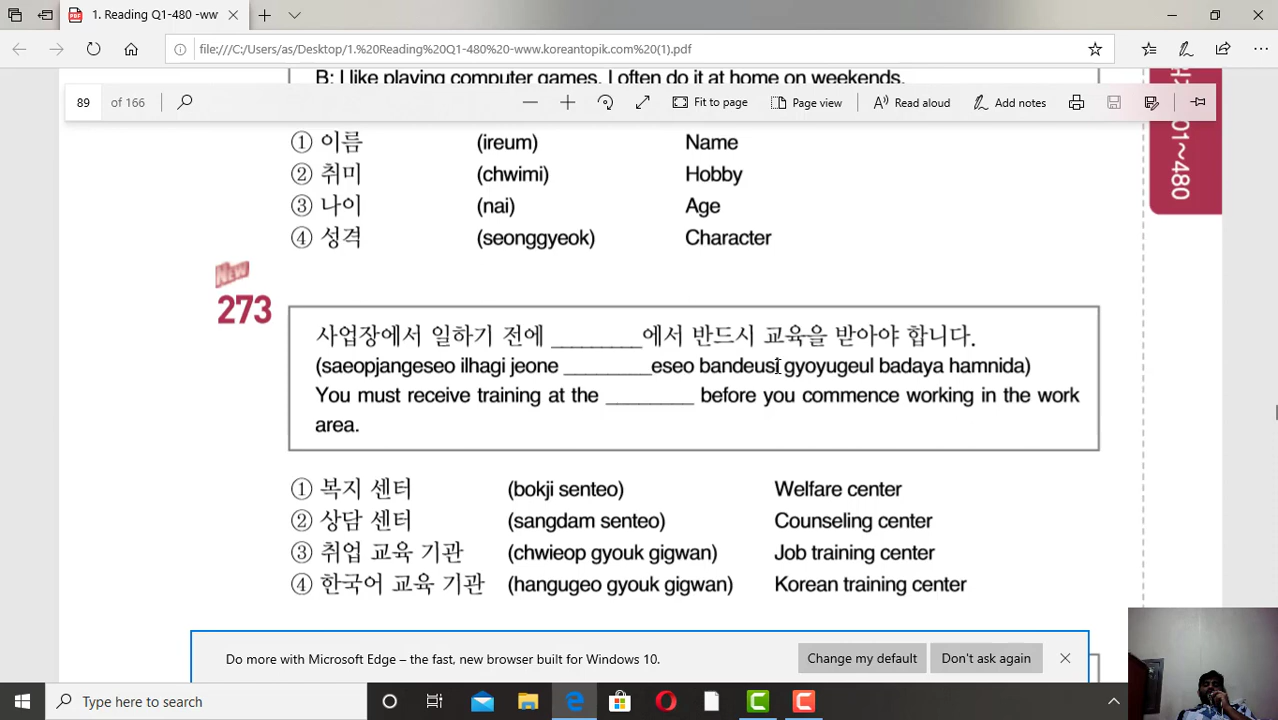 1. Reading Q1-480 -ww
file:///C:/Users/as/Desktop/1.%20Reading%20Q1-480%20-www.koreantopik.com%20(1).pdf
B: I like playing computer games. I often do it at home on weekends.
89 of 166 Fit to page Page view Read aloud Add notes
① 이름 (ireum) Name
② 취미 (chwimi) Hobby
③ 나이 (nai) Age
④ 성격 (seonggyeok) Character
01~480
New
273
사업장에서 일하기 전에 ________에서 반드시 교육을 받아야 합니다.
(saeopjangeseo ilhagi jeone ________eseo bandeusi gyoyugeul badaya hamnida)
You must receive training at the ________ before you commence working in the work
area.
① 복지 센터 (bokji senteo) Welfare center
② 상담 센터 (sangdam senteo) Counseling center
③ 취업 교육 기관 (chwieop gyouk gigwan) Job training center
④ 한국어 교육 기관 (hangugeo gyouk gigwan) Korean training center
Do more with Microsoft Edge – the fast, new browser built for Windows 10. Change my default Don't ask again
Type here to search